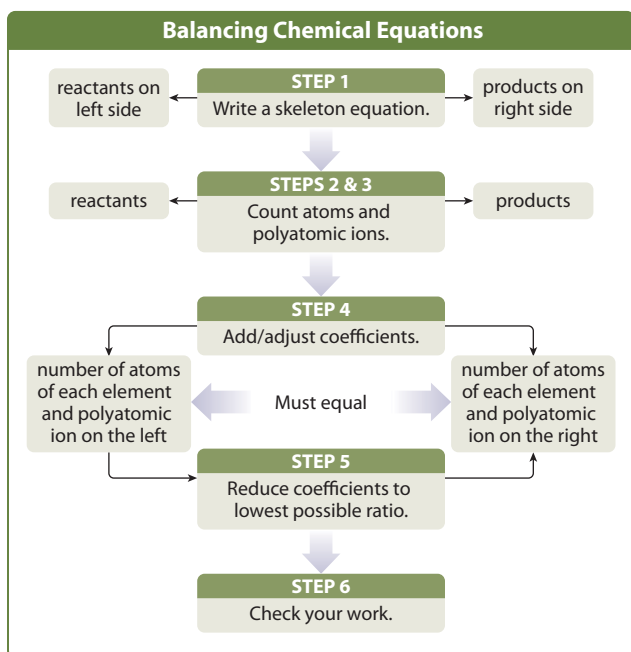 Balancing Chemical Equations
STEP 1
reactants on
left side
Write a skeleton equation.
products on
right side
STEPS 2 & 3
reactants
Count atoms and
polyatomic ions.
products
STEP 4
Add/adjust coefficients.
number of atoms
of each element
and polyatomic
ion on the left
Must equal
number of atoms
of each element
and polyatomic
ion on the right
STEP 5
Reduce coefficients to
lowest possible ratio.
STEP 6
Check your work.